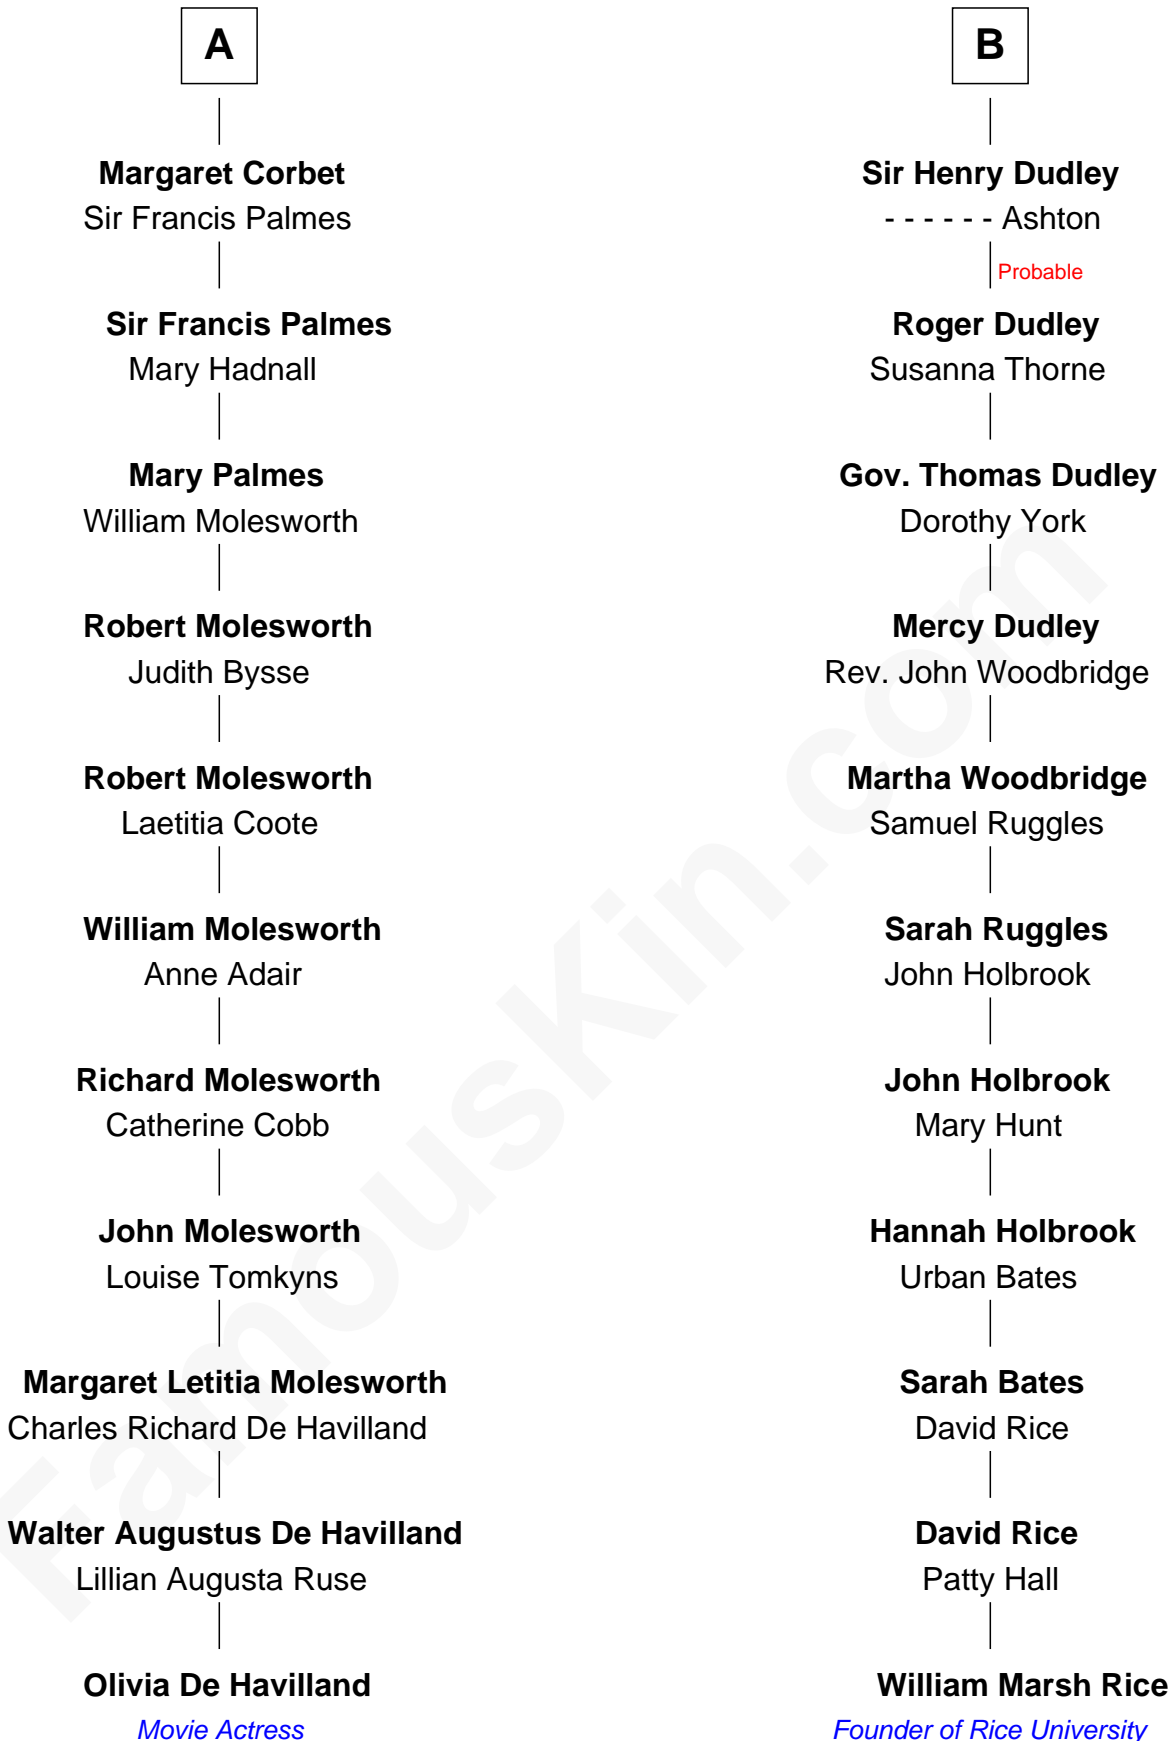 A
Margaret Corbet
Sir Francis Palmes
Sir Francis Palmes
Mary Hadnall
Mary Palmes
William Molesworth
Robert Molesworth
Judith Bysse
Robert Molesworth
Laetitia Coote
William Molesworth
Anne Adair
Richard Molesworth
Catherine Cobb
John Molesworth
Louise Tomkyns
Margaret Letitia Molesworth
Charles Richard De Havilland
Walter Augustus De Havilland
Lillian Augusta Ruse
Olivia De Havilland
Movie Actress
B
Sir Henry Dudley
- - - - - - Ashton
Probable
Roger Dudley
Susanna Thorne
Gov. Thomas Dudley
Dorothy York
Mercy Dudley
Rev. John Woodbridge
Martha Woodbridge
Samuel Ruggles
Sarah Ruggles
John Holbrook
John Holbrook
Mary Hunt
Hannah Holbrook
Urban Bates
Sarah Bates
David Rice
David Rice
Patty Hall
William Marsh Rice
Founder of Rice University
FamousKin.com